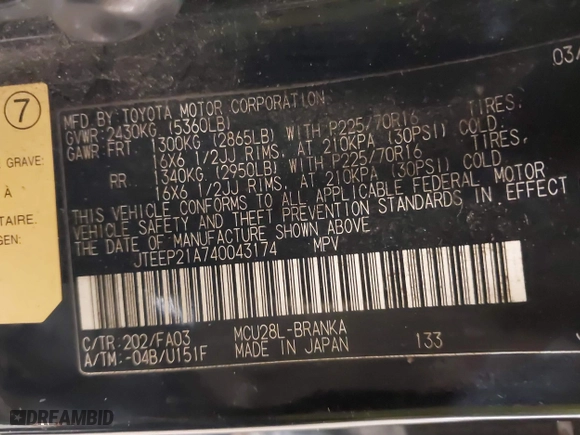 03/
7
GRAVE:
À
TAIRE.
GEN:
MFD. BY: TOYOTA MOTOR CORPORATION
GVWR: 2430KG (5360LB)
GAWR: FRT 1300KG (2865LB) WITH P225/70R16 TIRES.
16X6 1/2JJ RIMS, AT 210KPA (30PSI) COLD.
RR 1340KG (2950LB) WITH P225/70R16 TIRES.
16X6 1/2JJ RIMS, AT 210KPA (30PSI) COLD.
THIS VEHICLE CONFORMS TO ALL APPLICABLE FEDERAL MOTOR
VEHICLE SAFETY AND THEFT PREVENTION STANDARDS IN EFFECT
ON THE DATE OF MANUFACTURE SHOWN ABOVE.
JTEEP21A740043174 MPV
C/TR: 202/FA03 MCU28L-BRANKA
A/TM: -04B/U151F MADE IN JAPAN 133
DREAMBID